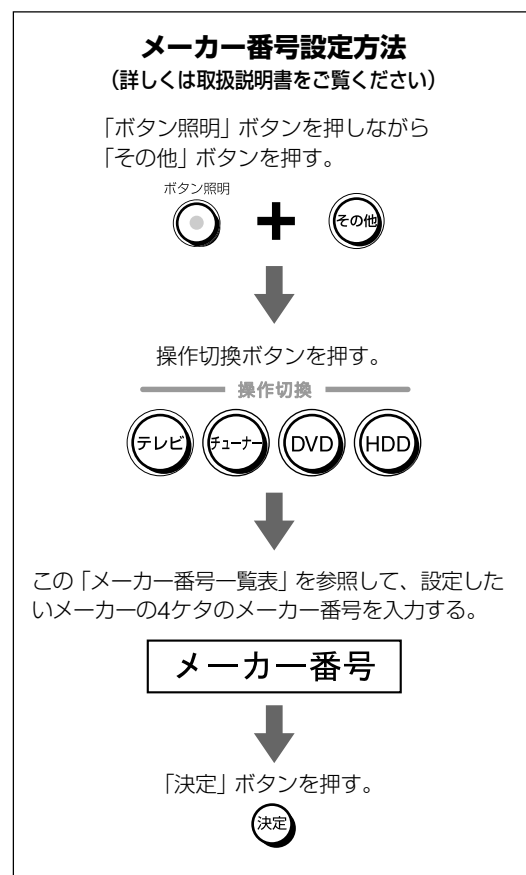 メーカー番号設定方法
（詳しくは取扱説明書をご覧ください）
「ボタン照明」ボタンを押しながら
「その他」ボタンを押す。
ボタン照明
+
その他
操作切換ボタンを押す。
操作切換
テレビ チューナー DVD HDD
この「メーカー番号一覧表」を参照して、設定した
いメーカーの4ケタのメーカー番号を入力する。
メーカー番号
「決定」ボタンを押す。
決定